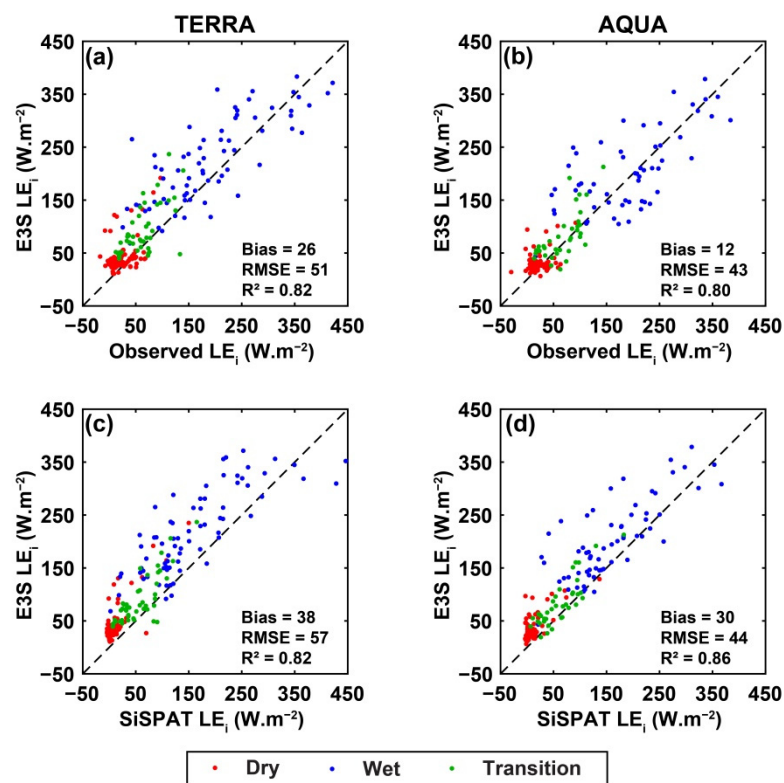 TERRA
AQUA
(a)
450
350
250
150
50
−50
E3S LEᵢ (W.m⁻²)
Bias = 26
RMSE = 51
R² = 0.82
−50 50 150 250 350 450
Observed LEᵢ (W.m⁻²)
(b)
450
350
250
150
50
−50
E3S LEᵢ (W.m⁻²)
Bias = 12
RMSE = 43
R² = 0.80
−50 50 150 250 350 450
Observed LEᵢ (W.m⁻²)
(c)
450
350
250
150
50
−50
E3S LEᵢ (W.m⁻²)
Bias = 38
RMSE = 57
R² = 0.82
−50 50 150 250 350 450
SiSPAT LEᵢ (W.m⁻²)
(d)
450
350
250
150
50
−50
E3S LEᵢ (W.m⁻²)
Bias = 30
RMSE = 44
R² = 0.86
−50 50 150 250 350 450
SiSPAT LEᵢ (W.m⁻²)
Dry Wet Transition